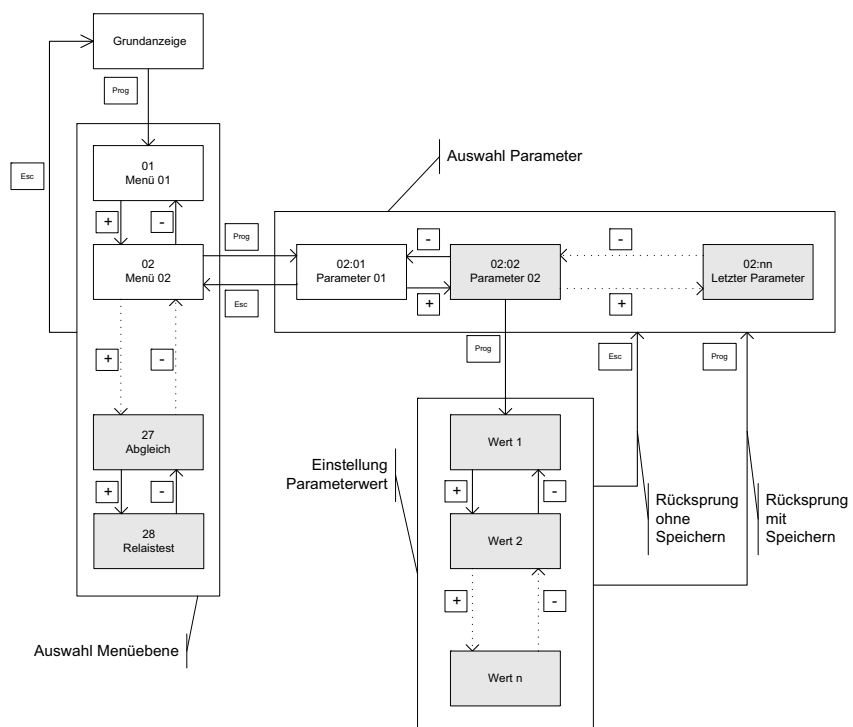 Grundanzeige
Prog
Esc
Auswahl Parameter
01
Menü 01
+
-
Prog
02
Menü 02
02:01
Parameter 01
-
+
02:02
Parameter 02
-
+
02:nn
Letzter Parameter
Esc
+
-
Prog
Esc
Prog
27
Abgleich
+
-
28
Relaistest
Auswahl Menüebene
Einstellung
Parameterwert
Wert 1
+
-
Wert 2
+
-
Wert n
Rücksprung
ohne
Speichern
Rücksprung
mit
Speichern